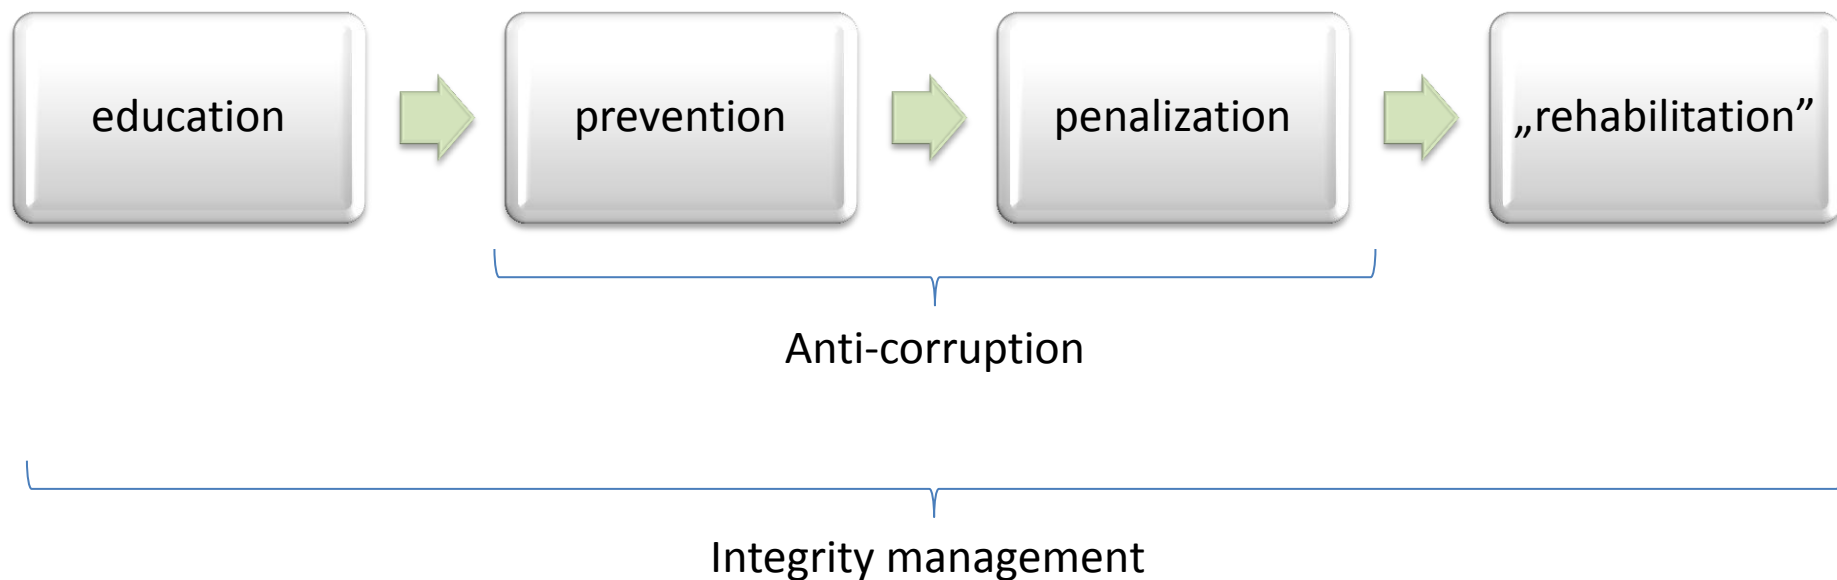 education
prevention
penalization
„rehabilitation”
Anti-corruption
Integrity management